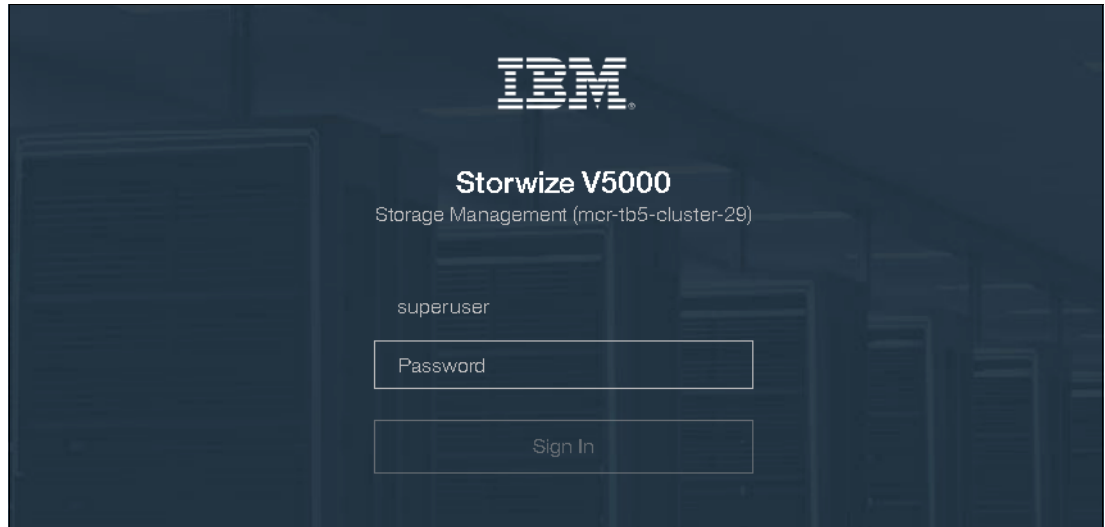 IBM®
Storwize V5000
Storage Management (mcr-tb5-cluster-29)
superuser
Password
Sign In